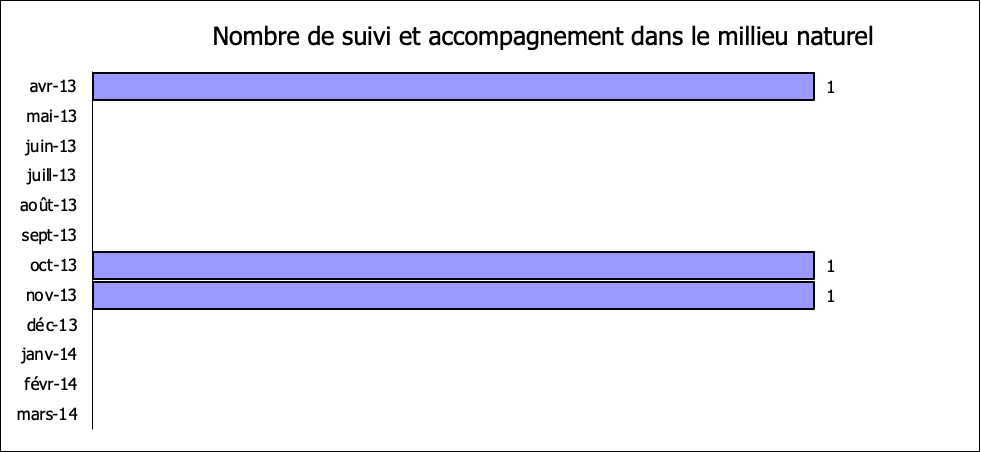 Nombre de suivi et accompagnement dans le millieu naturel
avr-13 1
mai-13
juin-13
juill-13
août-13
sept-13
oct-13 1
nov-13 1
déc-13
janv-14
févr-14
mars-14